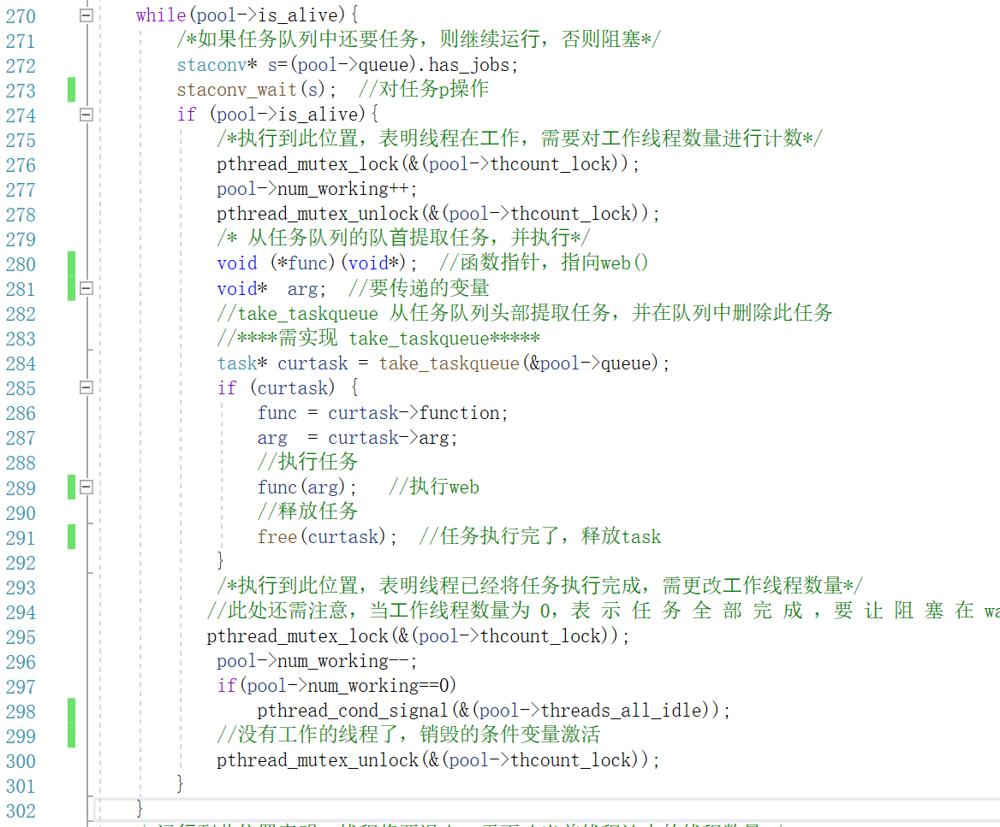 270 while(pool->is_alive){
271 /*如果任务队列中还要任务，则继续运行，否则阻塞*/
272 staconv* s=(pool->queue).has_jobs;
273 staconv_wait(s); //对任务p操作
274 if (pool->is_alive){
275 /*执行到此位置，表明线程在工作，需要对工作线程数量进行计数*/
276 pthread_mutex_lock(&(pool->thcount_lock));
277 pool->num_working++;
278 pthread_mutex_unlock(&(pool->thcount_lock));
279 /* 从任务队列的队首提取任务，并执行*/
280 void (*func)(void*); //函数指针，指向web()
281 void* arg; //要传递的变量
282 //take_taskqueue 从任务队列头部提取任务，并在队列中删除此任务
283 //****需实现 take_taskqueue*****
284 task* curtask = take_taskqueue(&pool->queue);
285 if (curtask) {
286 func = curtask->function;
287 arg = curtask->arg;
288 //执行任务
289 func(arg); //执行web
290 //释放任务
291 free(curtask); //任务执行完了，释放task
292 }
293 /*执行到此位置，表明线程已经将任务执行完成，需更改工作线程数量*/
294 //此处还需注意，当工作线程数量为 0，表 示 任 务 全 部 完 成 ，要 让 阻 塞 在
295 pthread_mutex_lock(&(pool->thcount_lock));
296 pool->num_working--;
297 if(pool->num_working==0)
298 pthread_cond_signal(&(pool->threads_all_idle));
299 //没有工作的线程了，销毁的条件变量激活
300 pthread_mutex_unlock(&(pool->thcount_lock));
301 }
302 }